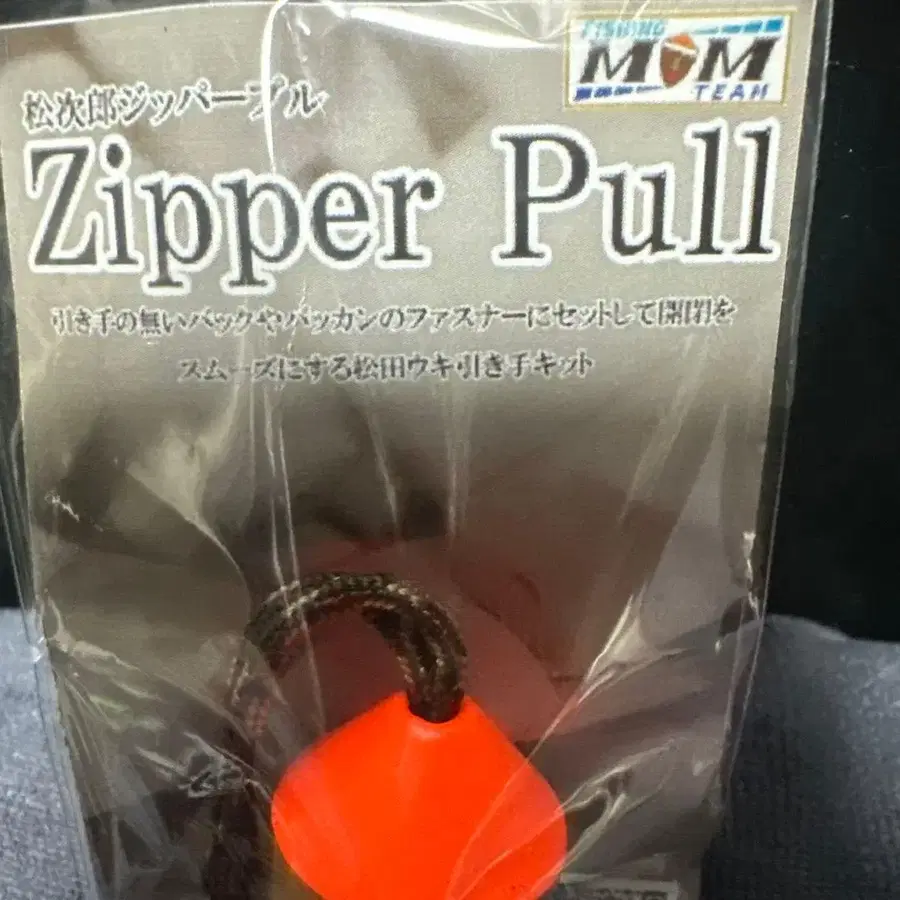 FISHING
MOM
TEAM
松次郎ジッパープル
Zipper Pull
引き手の無いバックやバッカンのファスナーにセットして開閉を
スムーズにする松田ウキ引き手キット